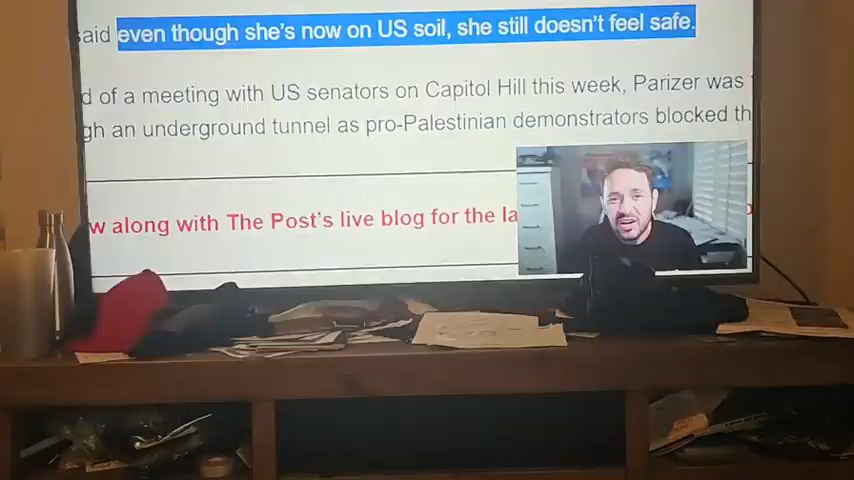 said even though she's now on US soil, she still doesn't feel safe.
d of a meeting with US senators on Capitol Hill this week, Parizer was
gh an underground tunnel as pro-Palestinian demonstrators blocked th
w along with The Post's live blog for the la